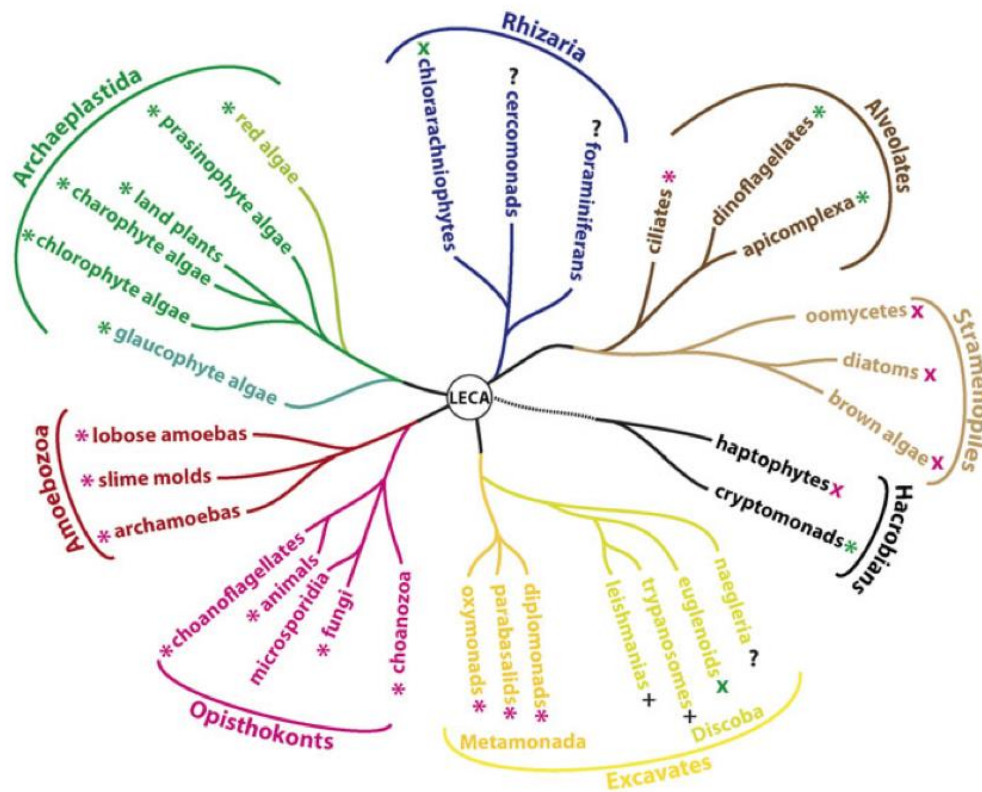 Archaeplastida
* red algae
* prasinophyte algae
* land plants
* charophyte algae
* chlorophyte algae
* glaucophyte algae
Rhizaria
x chlorarachniophytes
? cercomonads
? foraminiferans
Alveolates
ciliates *
dinoflagellates *
apicomplexa *
Stramenopiles
oomycetes x
diatoms x
brown algae x
LECA
Hacrobians
haptophytes x
cryptomonads *
Amoebozoa
* lobose amoebas
* slime molds
* archamoebas
Opisthokonts
* choanoflagellates
* animals
microsporidia
* fungi
* choanozoa
oxymonads *
parabasalids *
diplomonads *
Metamonada
leishmanias +
trypanosomes +
euglenoids x
naegleria ?
Discoba
Excavates